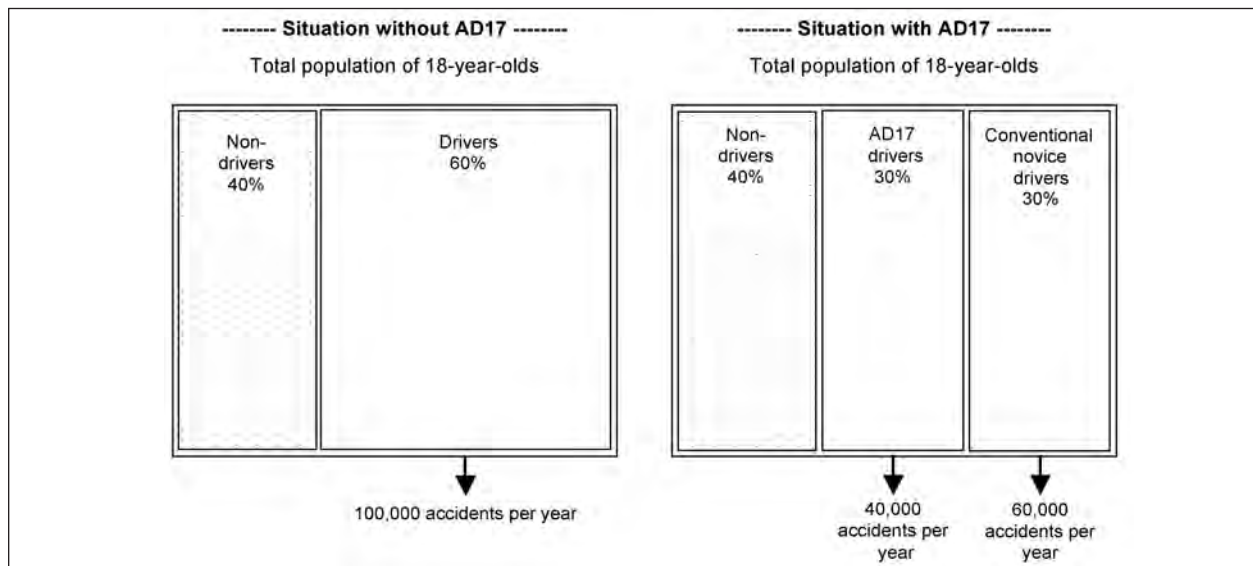 -------- Situation without AD17 --------
Total population of 18-year-olds
Non-
drivers
40%
Drivers
60%
100,000 accidents per year
-------- Situation with AD17 --------
Total population of 18-year-olds
Non-
drivers
40%
AD17
drivers
30%
Conventional
novice
drivers
30%
40,000
accidents per
year
60,000
accidents per
year